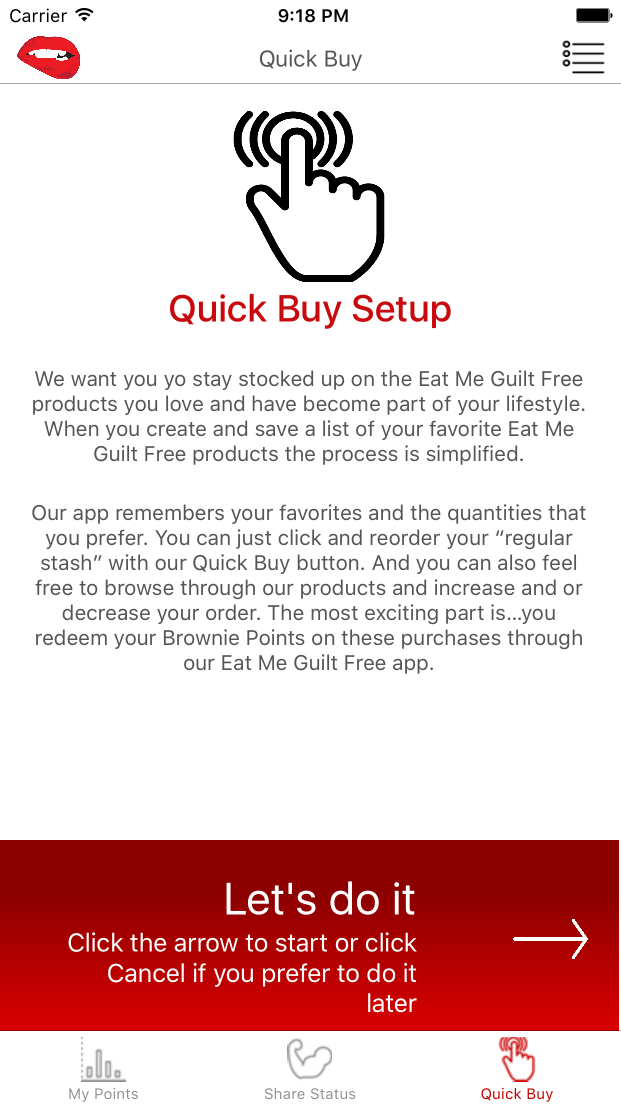 Carrier 9:18 PM
Quick Buy
Quick Buy Setup
We want you yo stay stocked up on the Eat Me Guilt Free
products you love and have become part of your lifestyle.
When you create and save a list of your favorite Eat Me
Guilt Free products the process is simplified.
Our app remembers your favorites and the quantities that
you prefer. You can just click and reorder your “regular
stash” with our Quick Buy button. And you can also feel
free to browse through our products and increase and or
decrease your order. The most exciting part is...you
redeem your Brownie Points on these purchases through
our Eat Me Guilt Free app.
Let's do it
Click the arrow to start or click
Cancel if you prefer to do it
later
My Points Share Status Quick Buy